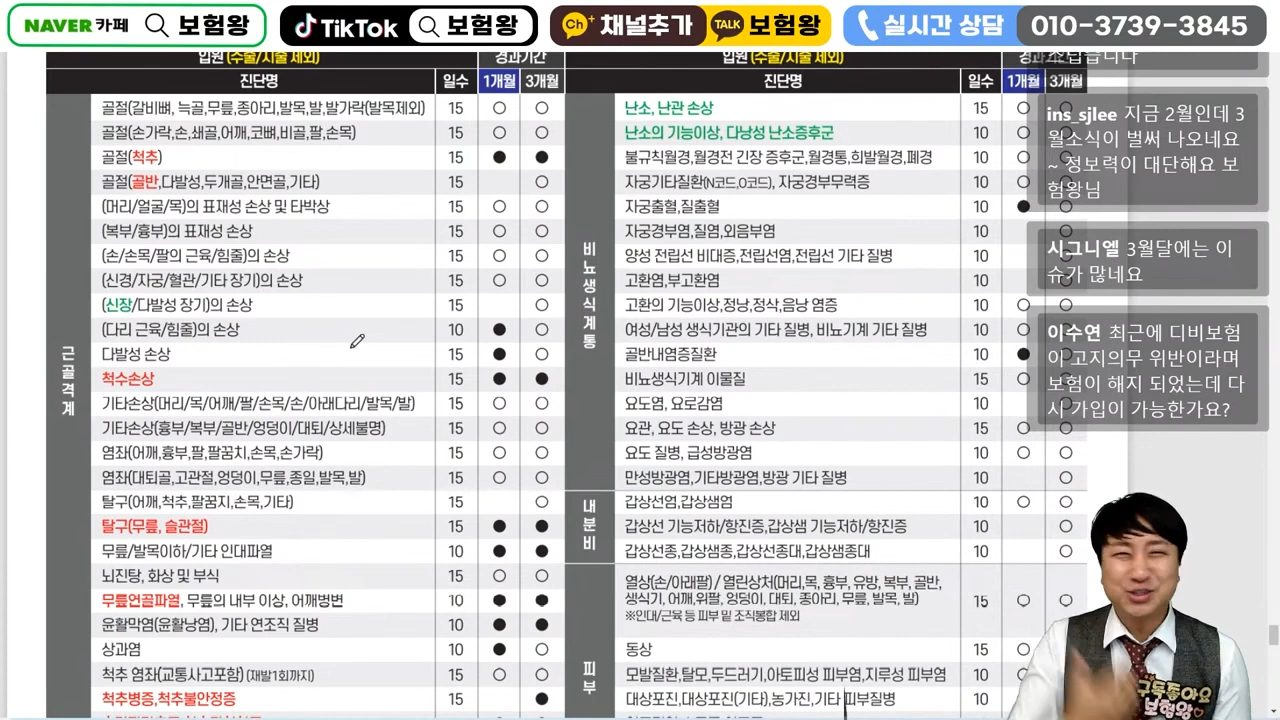 NAVER 카페 보험왕
TikTok 보험왕
Ch+ 채널추가 TALK 보험왕
실시간 상담 010-3739-3845
입원 (수술/시술 제외) 경과기간
진단명 일수 1개월 3개월
근골격계
골절(갈비뼈, 늑골,무릎,종아리,발목,발,발가락(발목제외) 15 ○ ○
골절(손가락,손,쇄골,어깨,코뼈,비골,팔,손목) 15 ○ ○
골절(척추) 15 ● ●
골절(골반,다발성,두개골,안면골,기타) 15 ○
(머리/얼굴/목)의 표재성 손상 및 타박상 15 ○ ○
(복부/흉부)의 표재성 손상 15 ○ ○
(손/손목/팔의 근육/힘줄)의 손상 15 ○ ○
(신경/자궁/혈관/기타 장기)의 손상 15 ○ ○
(신장/다발성 장기)의 손상 15 ○
(다리 근육/힘줄)의 손상 10 ● ○
다발성 손상 15 ● ○
척수손상 15 ● ●
기타손상(머리/목/어깨/팔/손목/손/아래다리/발목/발) 15 ○ ○
기타손상(흉부/복부/골반/엉덩이/대퇴/상세불명) 15 ○ ○
염좌(어깨,흉부,팔,팔꿈치,손목,손가락) 15 ○ ○
염좌(대퇴골,고관절,엉덩이,무릎,종일,발목,발) 15 ○ ○
탈구(어깨,척추,팔꿈지,손목,기타) 15 ○
탈구(무릎, 슬관절) 15 ● ●
무릎/발목이하/기타 인대파열 10 ● ●
뇌진탕, 화상 및 부식 15 ○ ○
무릎연골파열, 무릎의 내부 이상, 어깨병변 10 ● ●
윤활막염(윤활낭염), 기타 연조직 질병 10 ● ●
상과염 10 ● ○
척추 염좌(교통사고포함) (재발1회까지) 15 ○ ○
척추병증,척추불안정증 15 ●
입원 (수술/시술 제외) 경과기간
진단명 일수 1개월 3개월
비뇨생식계통
난소, 난관 손상 15 ○
난소의 기능이상, 다낭성 난소증후군 10 ○ ○
불규칙월경,월경전 긴장 증후군,월경통,희발월경,폐경 10 ○ ○
자궁기타질환(N코드,O코드), 자궁경부무력증 10 ○ ○
자궁출혈,질출혈 10 ● ○
자궁경부염,질염,외음부염 10 ○
양성 전립선 비대증,전립선염,전립선 기타 질병 10 ○
고환염,부고환염 10 ○
고환의 기능이상,정낭,정삭,음낭 염증 10 ○ ○
여성/남성 생식기관의 기타 질병, 비뇨기계 기타 질병 10 ○ ○
골반내염증질환 10 ● ○
비뇨생식기계 이물질 15 ○ ○
요도염, 요로감염 10 ○
요관, 요도 손상, 방광 손상 15 ○ ○
요도 질병, 급성방광염 10 ○ ○
만성방광염,기타방광염,방광 기타 질병 10 ○
내분비
갑상선염,갑상샘염 10 ○ ○
갑상선 기능저하/항진증,갑상샘 기능저하/항진증 10 ○
갑상선종,갑상샘종,갑상선종대,갑상샘종대 10 ○
피부
열상(손/아래팔) / 열린상처(머리,목, 흉부, 유방, 복부, 골반,
생식기, 어깨,위팔, 엉덩이, 대퇴, 종아리, 무릎, 발목, 발) 15 ○ ○
※인대/근육 등 피부 밑 조직봉합 제외
동상 15 ○
모발질환,탈모,두드러기,아토피성 피부염,지루성 피부염 10 ○
대상포진,대상포진(기타),농가진,기타 피부질병 10
ins_sjlee 지금 2월인데 3
월소식이 벌써 나오네요
~ 정보력이 대단해요 보
험왕님
시그니엘 3월달에는 이
슈가 많네요
이수연 최근에 디비보험
이 고지의무 위반이라며
보험이 해지 되었는데 다
시 가입이 가능한가요?
구독좋아요
보험왕